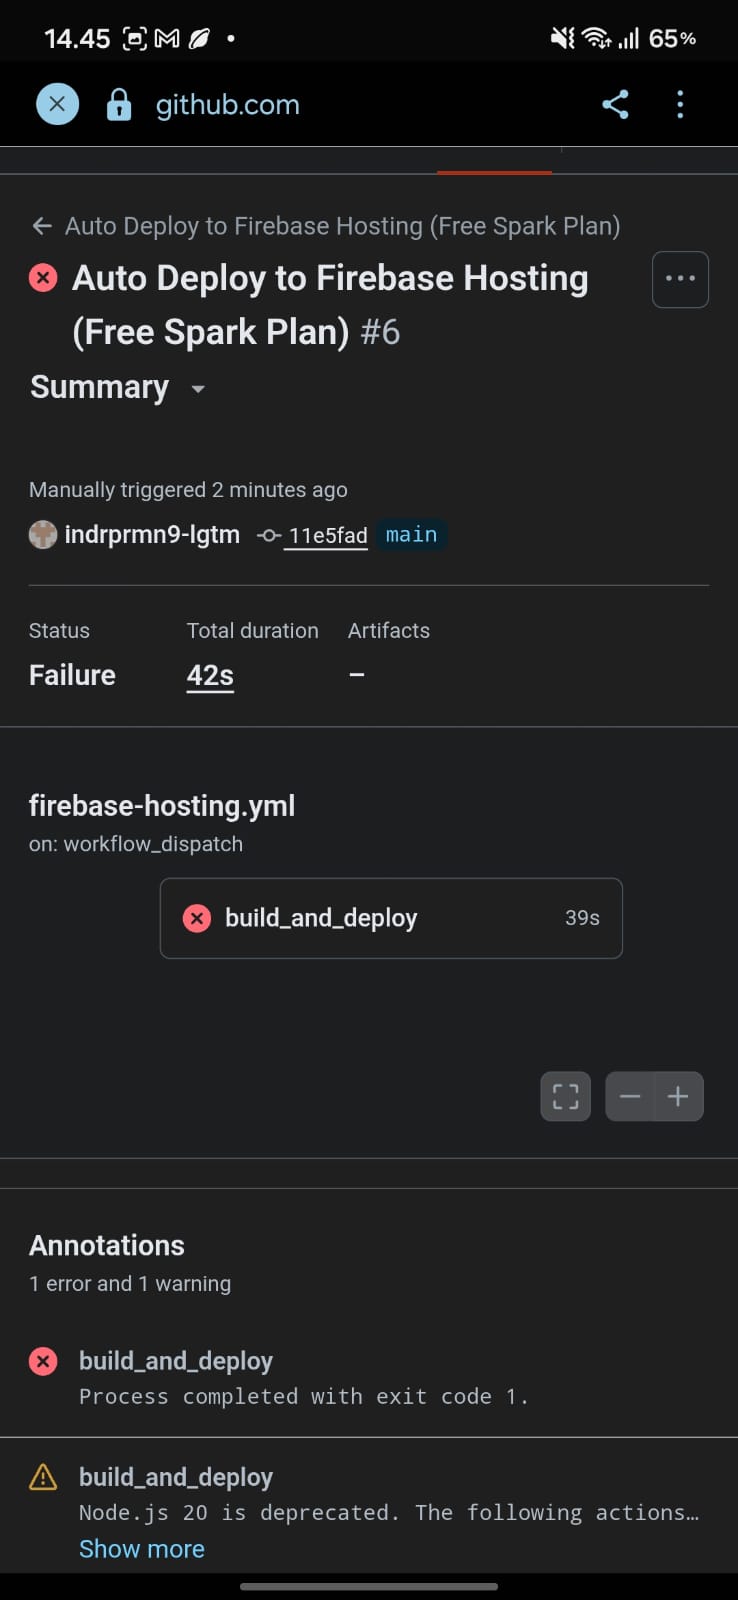 14.45
65%
github.com
Auto Deploy to Firebase Hosting (Free Spark Plan)
Auto Deploy to Firebase Hosting
(Free Spark Plan) #6
Summary
Manually triggered 2 minutes ago
indrprmn9-lgtm 11e5fad main
Status Total duration Artifacts
Failure 42s –
firebase-hosting.yml
on: workflow_dispatch
build_and_deploy 39s
Annotations
1 error and 1 warning
build_and_deploy
Process completed with exit code 1.
build_and_deploy
Node.js 20 is deprecated. The following actions…
Show more